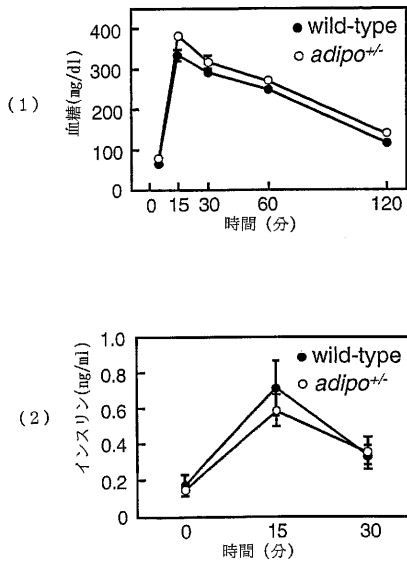 (1)
血糖(mg/dl)
400
300
200
100
0
wild-type
adipo+/-
0 15 30 60 120
時間 (分)
(2)
インスリン(ng/ml)
1.0
0.8
0.6
0.4
0.2
0
wild-type
adipo+/-
0 15 30
時間 (分)